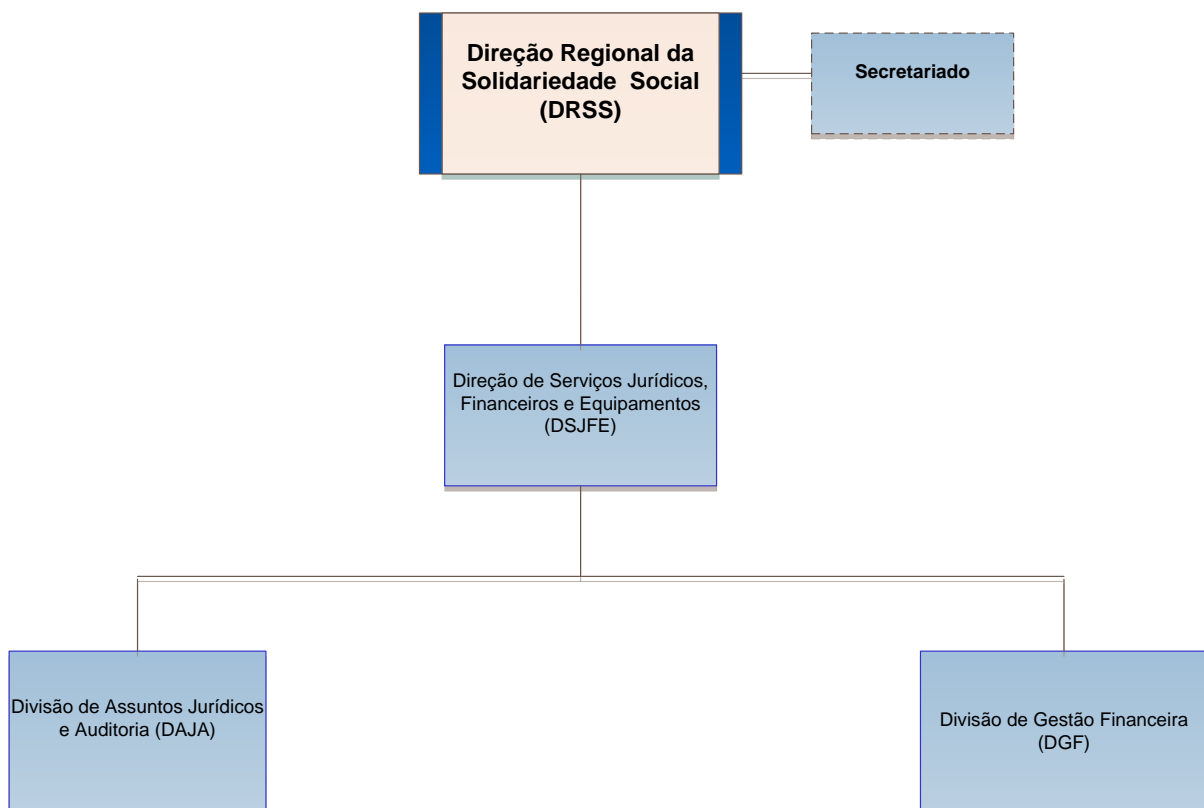 Direção Regional da
Solidariedade Social
(DRSS)
Secretariado
Direção de Serviços Jurídicos,
Financeiros e Equipamentos
(DSJFE)
Divisão de Assuntos Jurídicos
e Auditoria (DAJA)
Divisão de Gestão Financeira
(DGF)